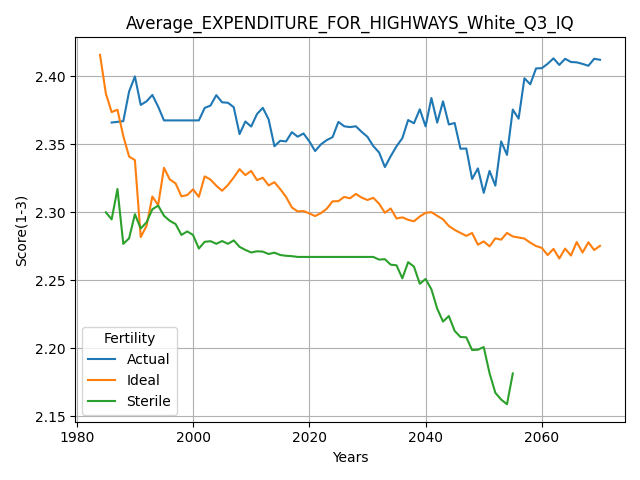 Average_EXPENDITURE_FOR_HIGHWAYS_White_Q3_IQ
Score(1-3)
2.40
2.35
2.30
2.25
2.20
2.15
Fertility
Actual
Ideal
Sterile
1980
2000
2020
2040
2060
Years